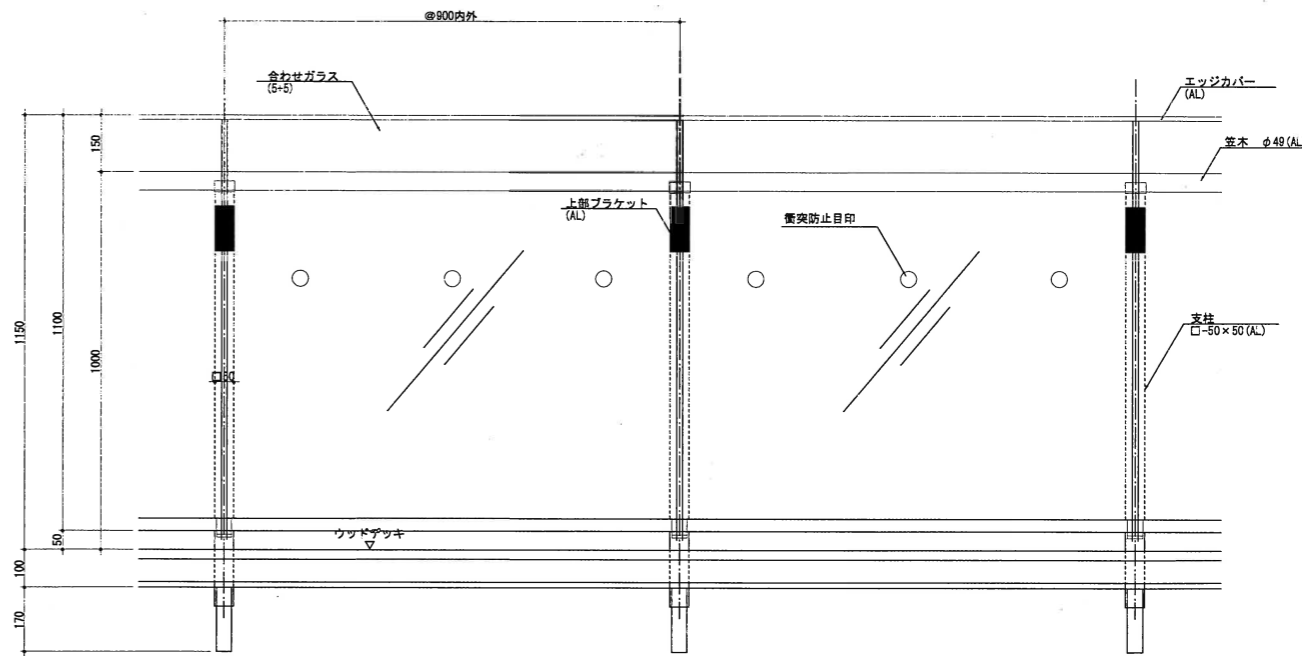 @900内外
合わせガラス
(5+5)
エッジカバー
(AL)
150
笠木 φ49(AL
上部ブラケット
(AL)
衝突防止目印
1150
1100
1000
支柱
□-50×50(AL)
□50
ウッドデッキ
50
100
170